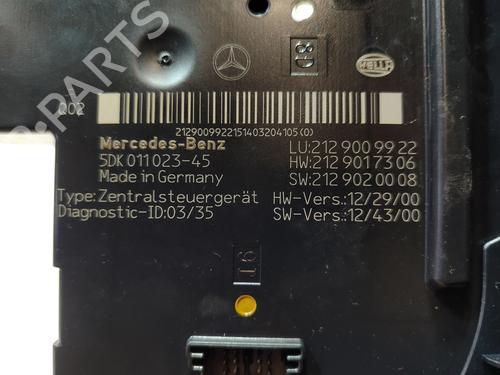 B PARTS
HELLA
Q02
2129009922151403204105(0)
Mercedes-Benz
LU:212 900 99 22
5DK 011 023-45
HW:212 901 73 06
Made in Germany
SW:212 902 00 08
Type:Zentralsteuergerät
HW-Vers.:12/29/00
Diagnostic-ID:03/35
SW-Vers.:12/43/00